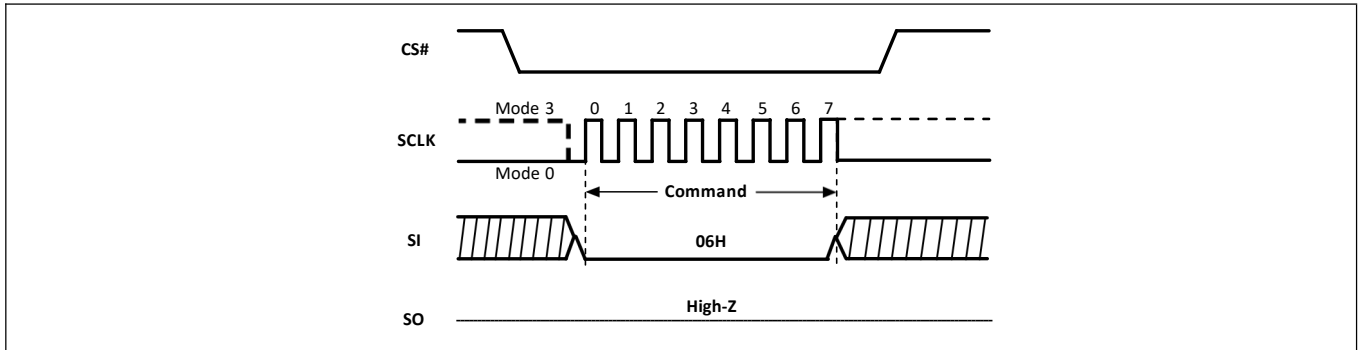 CS#
Mode 3 0 1 2 3 4 5 6 7
SCLK
Mode 0
Command
SI 06H
High-Z
SO